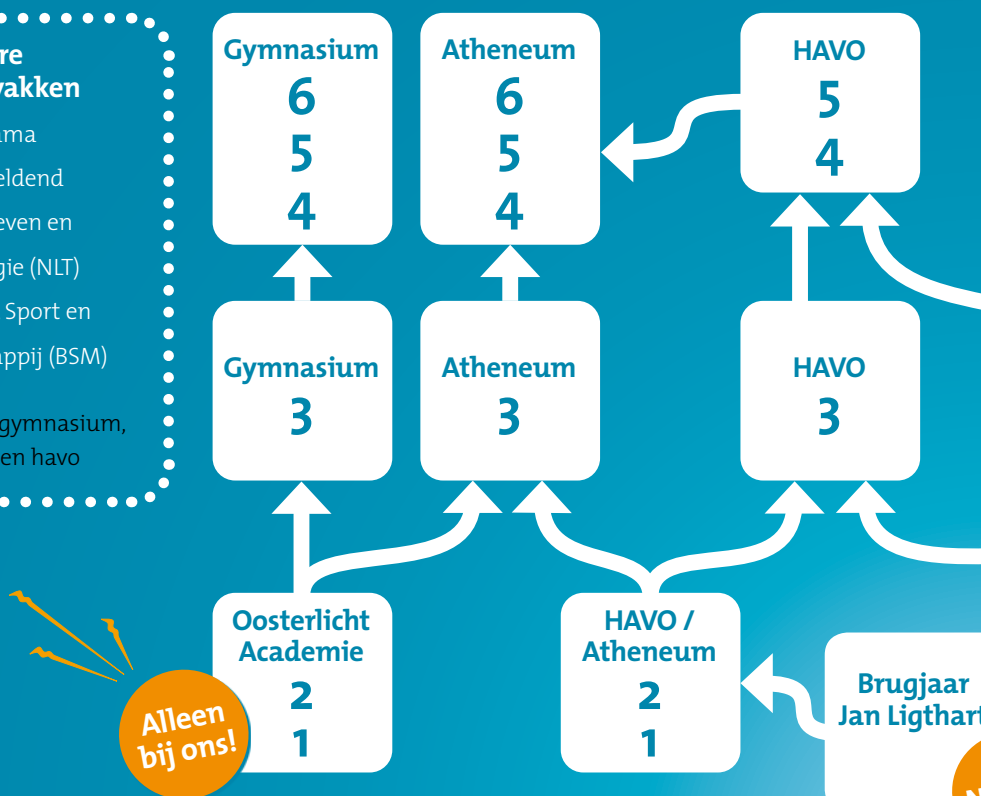 re
vakken
ama
eldend
even en
gie (NLT)
Sport en
appij (BSM)
gymnasium,
en havo
Gymnasium
6
5
4
Atheneum
6
5
4
HAVO
5
4
Gymnasium
3
Atheneum
3
HAVO
3
Oosterlicht
Academie
2
1
Alleen
bij ons!
HAVO /
Atheneum
2
1
Brugjaar
Jan Ligthart